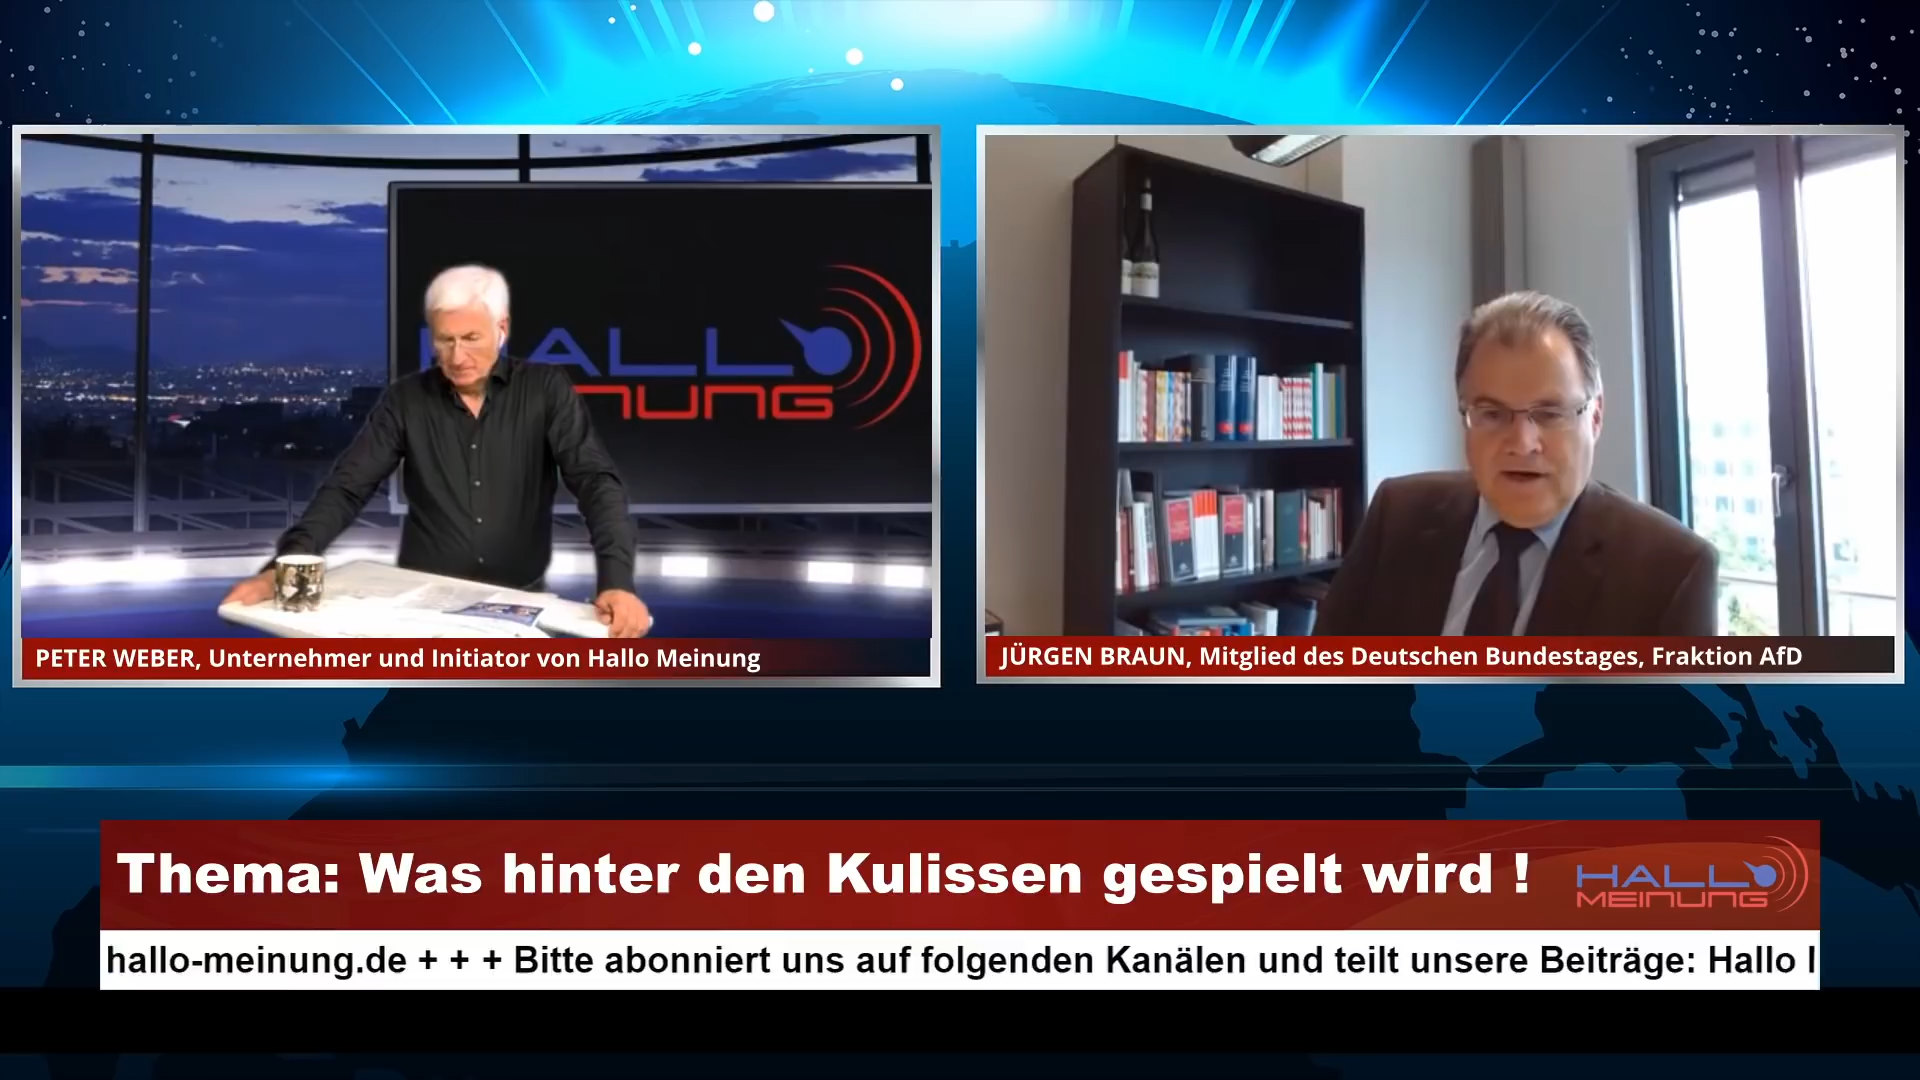 HALLO
MEINUNG
PETER WEBER, Unternehmer und Initiator von Hallo Meinung
JÜRGEN BRAUN, Mitglied des Deutschen Bundestages, Fraktion AfD
Thema: Was hinter den Kulissen gespielt wird !
HALLO
MEINUNG
hallo-meinung.de + + + Bitte abonniert uns auf folgenden Kanälen und teilt unsere Beiträge: Hallo